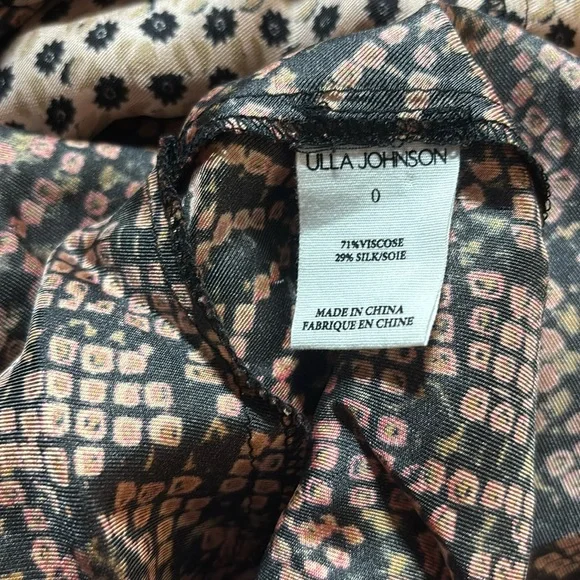 ULLA JOHNSON
0
71%VISCOSE
29% SILK/SOIE
MADE IN CHINA
FABRIQUE EN CHINE